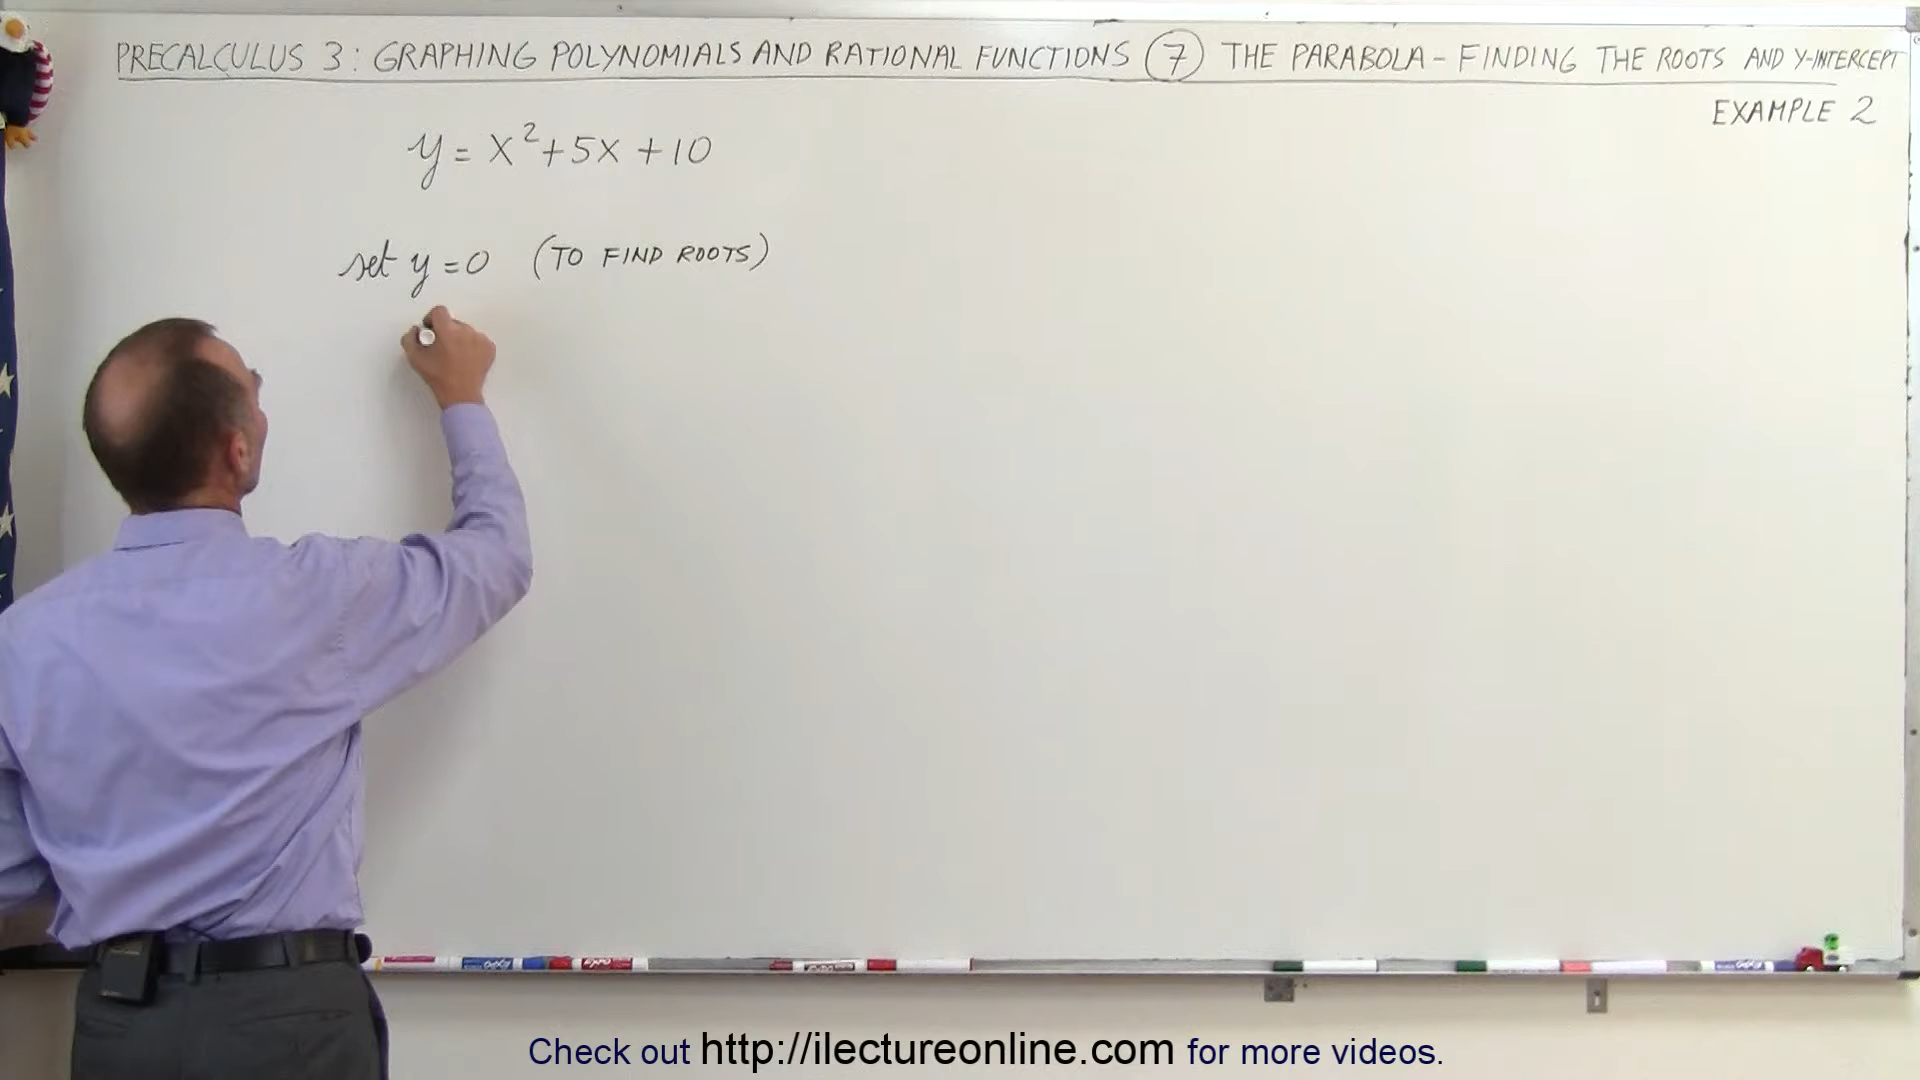 PRECALCULUS 3: GRAPHING POLYNOMIALS AND RATIONAL FUNCTIONS (7) THE PARABOLA - FINDING THE ROOTS AND Y-INTERCEPT
EXAMPLE 2
y = x²+5x+10
set y=0 (TO FIND ROOTS)
EXPO
Check out http://ilectureonline.com for more videos.